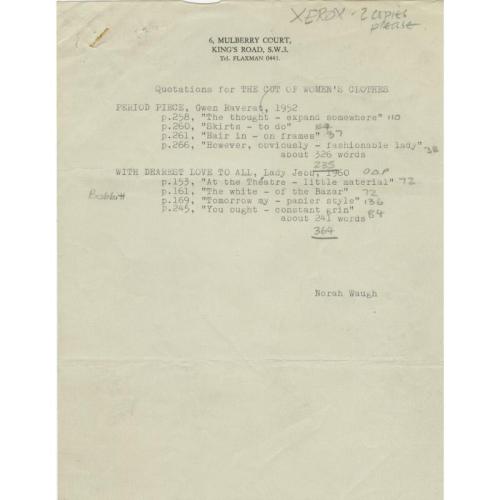 XEROX - 2 copies
please
6, MULBERRY COURT,
KING'S ROAD, S.W.3.
Tel. FLAXMAN 0441.
Quotations for THE CUT OF WOMEN'S CLOTHES
PERIOD PIECE, Gwen Raverat, 1952
p.258, "The thought - expand somewhere" 110
p.260, "Skirts - to do"
p.261, "Hair in - on frames" 37
p.266, "However, obviously - fashionable lady" 38
about 326 words
235
WITH DEAREST LOVE TO ALL, Lady Jebb, 1960 O.O.P
p.153, "At the Theatre - little material" 72
p.161, "The white - of the Bazar" 72
p.169, "Tomorrow my - panier style" 136
p.245, "You ought - constant grin" 84
about 241 words
364
Norah Waugh